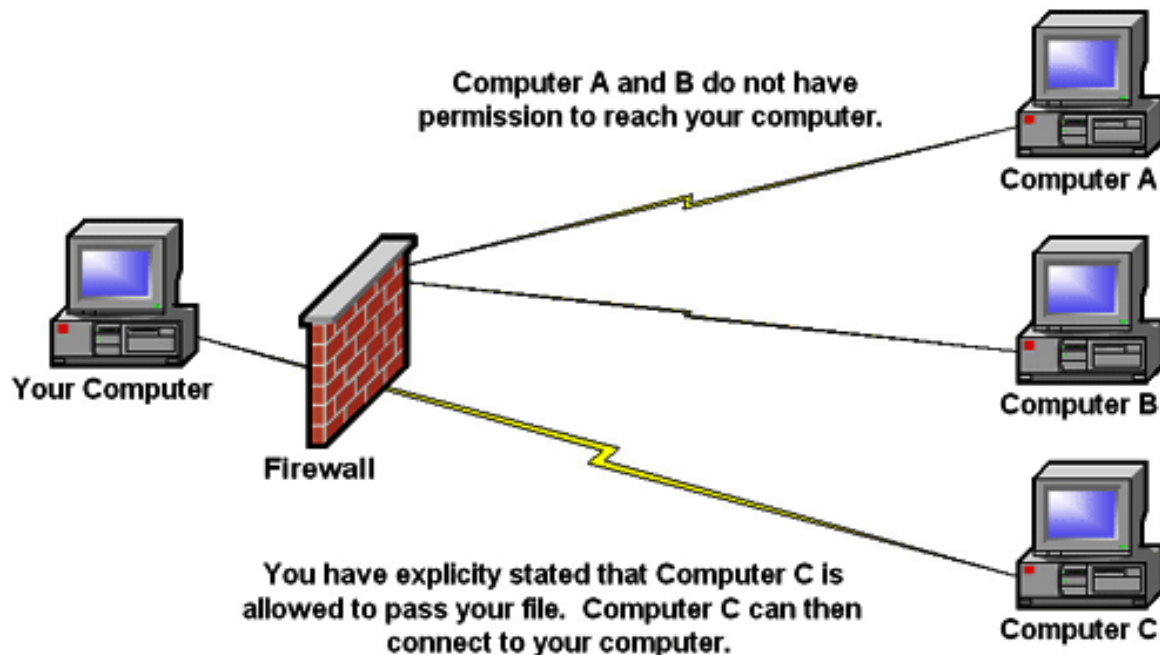 Computer A and B do not have
permission to reach your computer.
Computer A
Your Computer
Computer B
Firewall
You have explicity stated that Computer C is
allowed to pass your file.  Computer C can then
connect to your computer.
Computer C